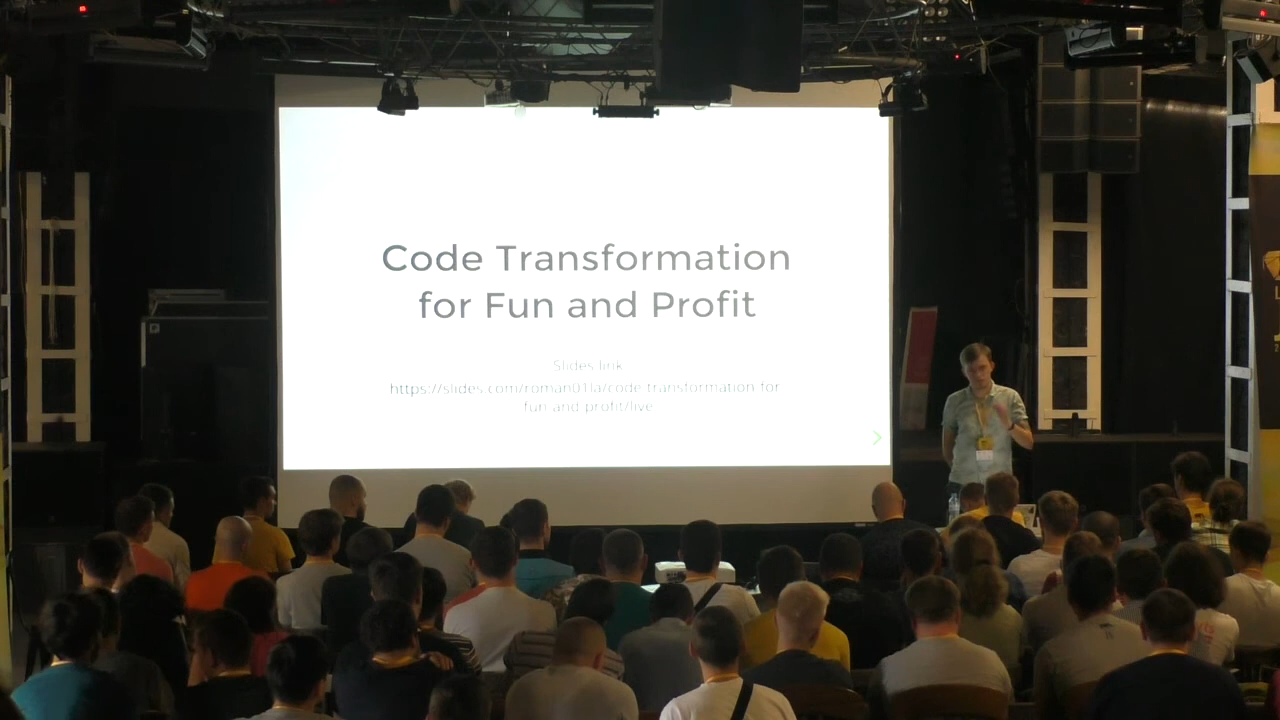 Code Transformation
for Fun and Profit
Slides link
https://slides.com/roman01la/code-transformation-for-
fun-and-profit/live